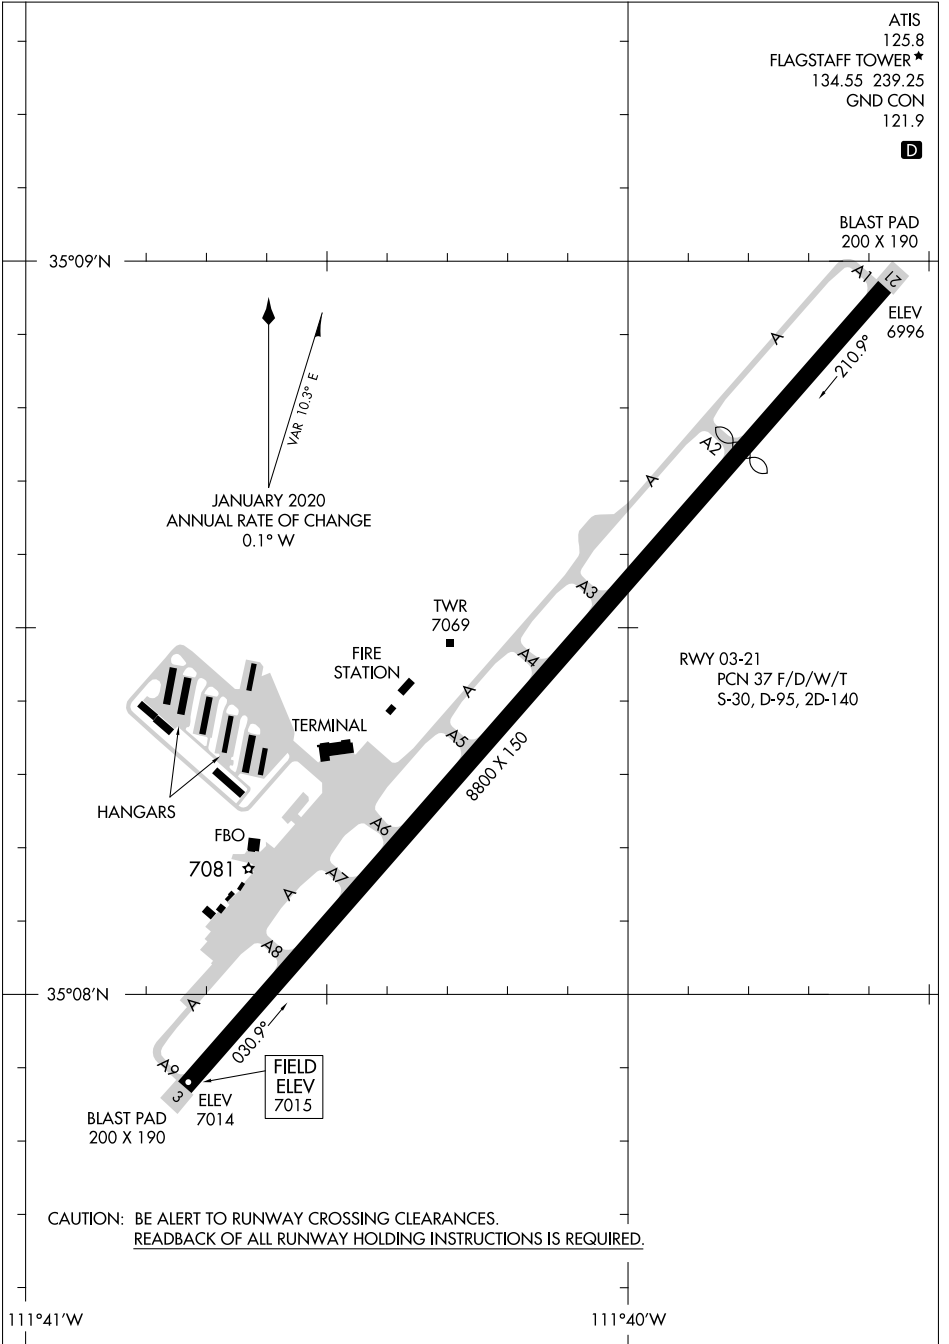 ATIS
125.8
FLAGSTAFF TOWER★
134.55 239.25
GND CON
121.9
D
BLAST PAD
200 X 190
35°09'N
A1
21
ELEV
6996
A
210.9°
VAR 10.3° E
A2
A
JANUARY 2020
ANNUAL RATE OF CHANGE
0.1° W
A3
TWR
7069
FIRE
STATION
A4
RWY 03-21
PCN 37 F/D/W/T
S-30, D-95, 2D-140
A
TERMINAL
A5
8800 X 150
HANGARS
A6
FBO
7081
A7
A
A8
35°08'N
A
030.9°
A9
3
FIELD
ELEV
7015
ELEV
7014
BLAST PAD
200 X 190
CAUTION: BE ALERT TO RUNWAY CROSSING CLEARANCES.
READBACK OF ALL RUNWAY HOLDING INSTRUCTIONS IS REQUIRED.
111°41'W
111°40'W